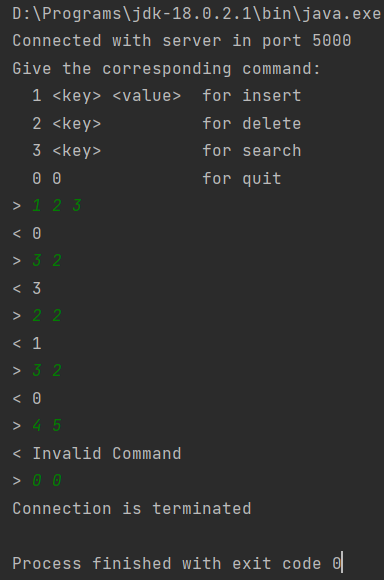 D:\Programs\jdk-18.0.2.1\bin\java.exe
Connected with server in port 5000
Give the corresponding command:
  1 <key> <value>  for insert
  2 <key>          for delete
  3 <key>          for search
  0 0              for quit
> 1 2 3
< 0
> 3 2
< 3
> 2 2
< 1
> 3 2
< 0
> 4 5
< Invalid Command
> 0 0
Connection is terminated
Process finished with exit code 0